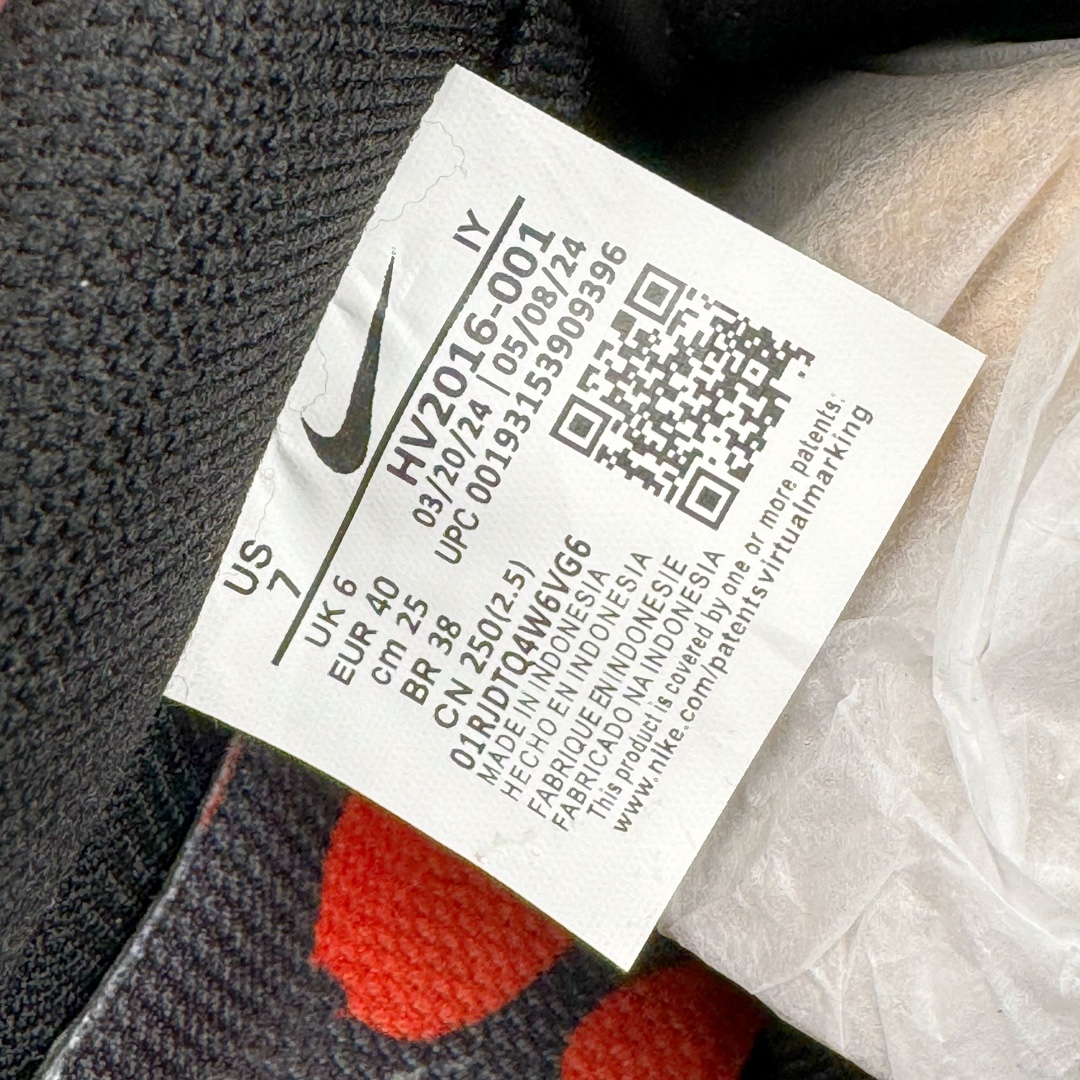 IY
US
7
HV2016-001
03/20/24 | 05/08/24
UPC 00193153909396
UK 6
EUR 40
cm 25
BR 38
CN 250(2.5)
01RJDTQ4W6VG6
MADE IN INDONESIA
HECHO EN INDONESIA
FABRIQUE EN INDONESIE
FABRICADO NA INDONESIA
This product is covered by one or more patents.
www.nike.com/patentsvirtualmarking